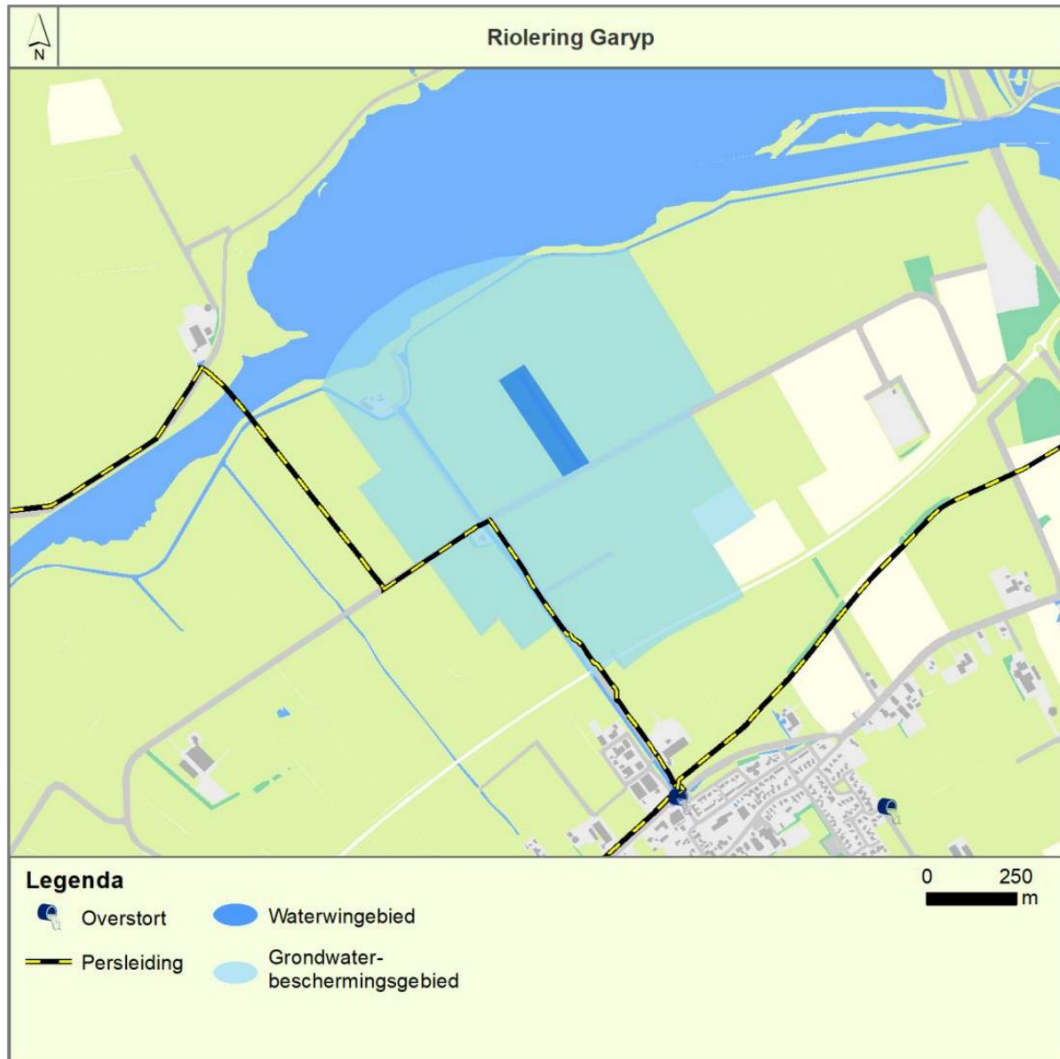 N
Riolering Garyp
Legenda
Overstort
Persleiding
Waterwingebied
Grondwater-
beschermingsgebied
0 250
m